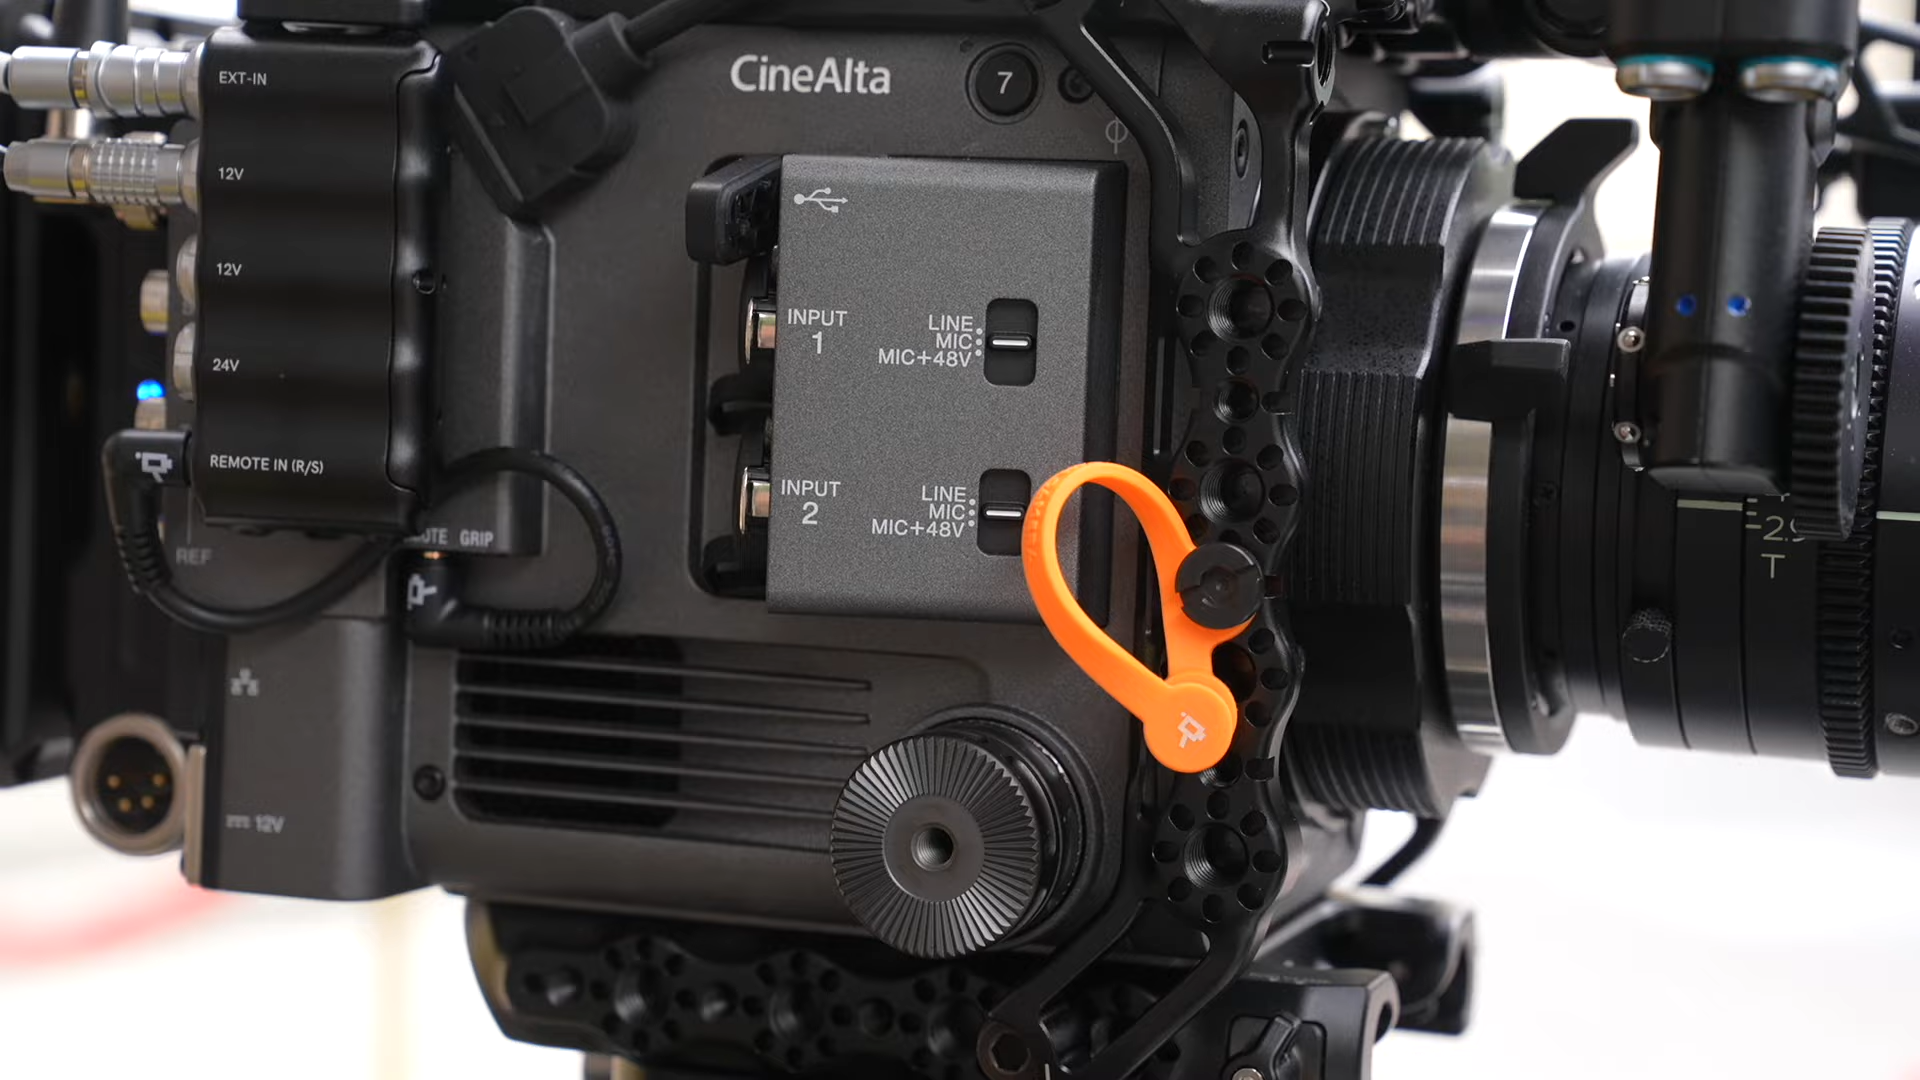 EXT-IN
12V
12V
24V
REMOTE IN (R/S)
REF
GRIP
12V
CineAlta
7
INPUT
1
LINE
MIC
MIC+48V
INPUT
2
LINE
MIC
MIC+48V
T